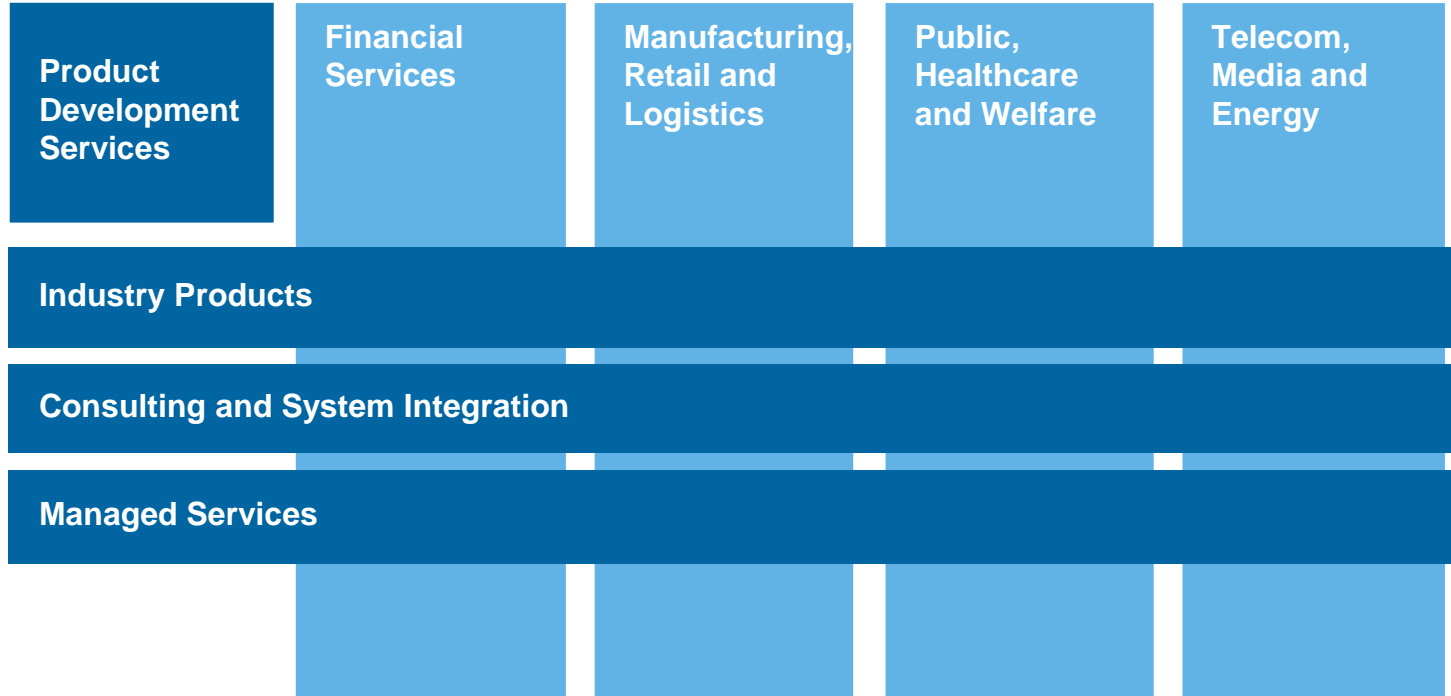 Product
Development
Services
Financial
Services
Manufacturing,
Retail and
Logistics
Public,
Healthcare
and Welfare
Telecom,
Media and
Energy
Industry Products
Consulting and System Integration
Managed Services